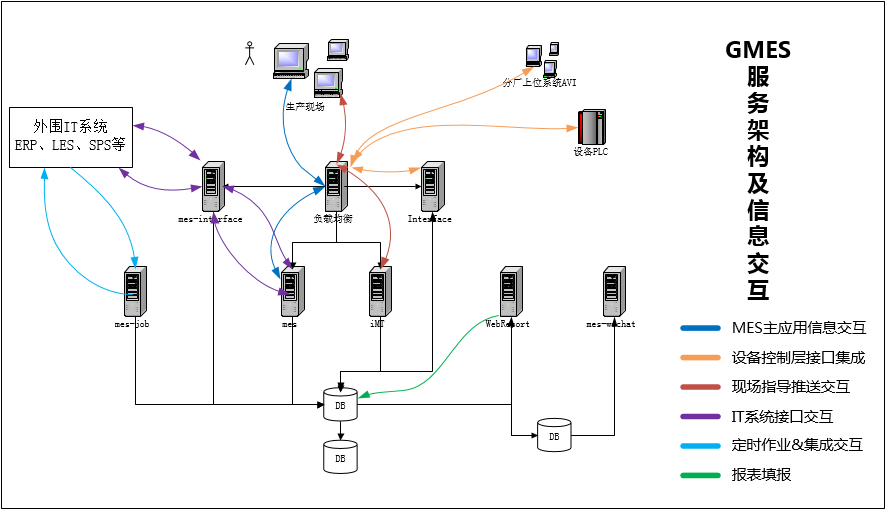 GMES
服
务
架
构
及
信
息
交
互
生产现场
分厂上位系统AVI
外围IT系统
ERP、LES、SPS等
设备PLC
mes-interface
负载均衡
Interface
mes-job
mes
iMT
WebReport
mes-wechat
DB
DB
DB
MES主应用信息交互
设备控制层接口集成
现场指导推送交互
IT系统接口交互
定时作业&集成交互
报表填报